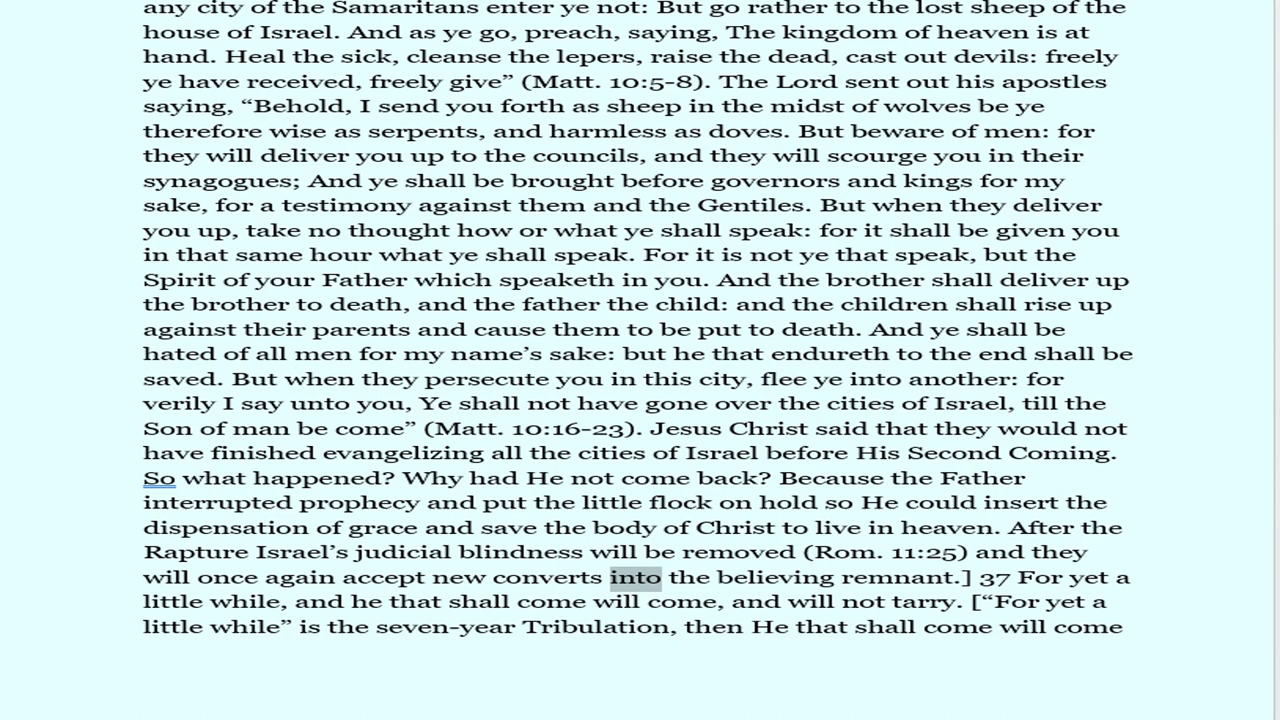 any city of the Samaritans enter ye not: But go rather to the lost sheep of the
house of Israel. And as ye go, preach, saying, The kingdom of heaven is at
hand. Heal the sick, cleanse the lepers, raise the dead, cast out devils: freely
ye have received, freely give” (Matt. 10:5-8). The Lord sent out his apostles
saying, “Behold, I send you forth as sheep in the midst of wolves be ye
therefore wise as serpents, and harmless as doves. But beware of men: for
they will deliver you up to the councils, and they will scourge you in their
synagogues; And ye shall be brought before governors and kings for my
sake, for a testimony against them and the Gentiles. But when they deliver
you up, take no thought how or what ye shall speak: for it shall be given you
in that same hour what ye shall speak. For it is not ye that speak, but the
Spirit of your Father which speaketh in you. And the brother shall deliver up
the brother to death, and the father the child: and the children shall rise up
against their parents and cause them to be put to death. And ye shall be
hated of all men for my name’s sake: but he that endureth to the end shall be
saved. But when they persecute you in this city, flee ye into another: for
verily I say unto you, Ye shall not have gone over the cities of Israel, till the
Son of man be come” (Matt. 10:16-23). Jesus Christ said that they would not
have finished evangelizing all the cities of Israel before His Second Coming.
So what happened? Why had He not come back? Because the Father
interrupted prophecy and put the little flock on hold so He could insert the
dispensation of grace and save the body of Christ to live in heaven. After the
Rapture Israel’s judicial blindness will be removed (Rom. 11:25) and they
will once again accept new converts into the believing remnant.] 37 For yet a
little while, and he that shall come will come, and will not tarry. [“For yet a
little while” is the seven-year Tribulation, then He that shall come will come